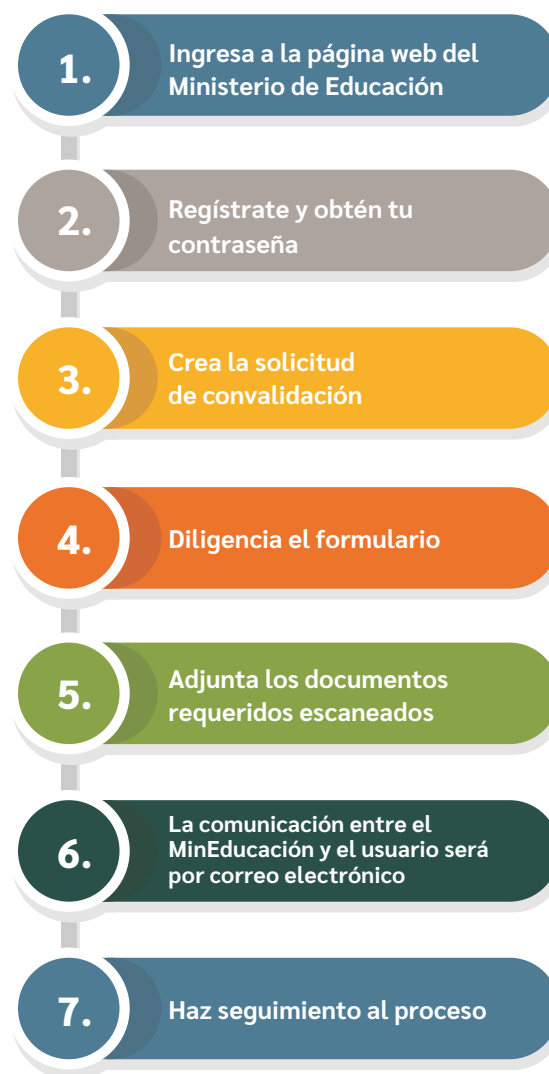 1.
Ingresa a la página web del
Ministerio de Educación
2.
Regístrate y obtén tu
contraseña
3.
Crea la solicitud
de convalidación
4.
Diligencia el formulario
5.
Adjunta los documentos
requeridos escaneados
6.
La comunicación entre el
MinEducación y el usuario será
por correo electrónico
7.
Haz seguimiento al proceso